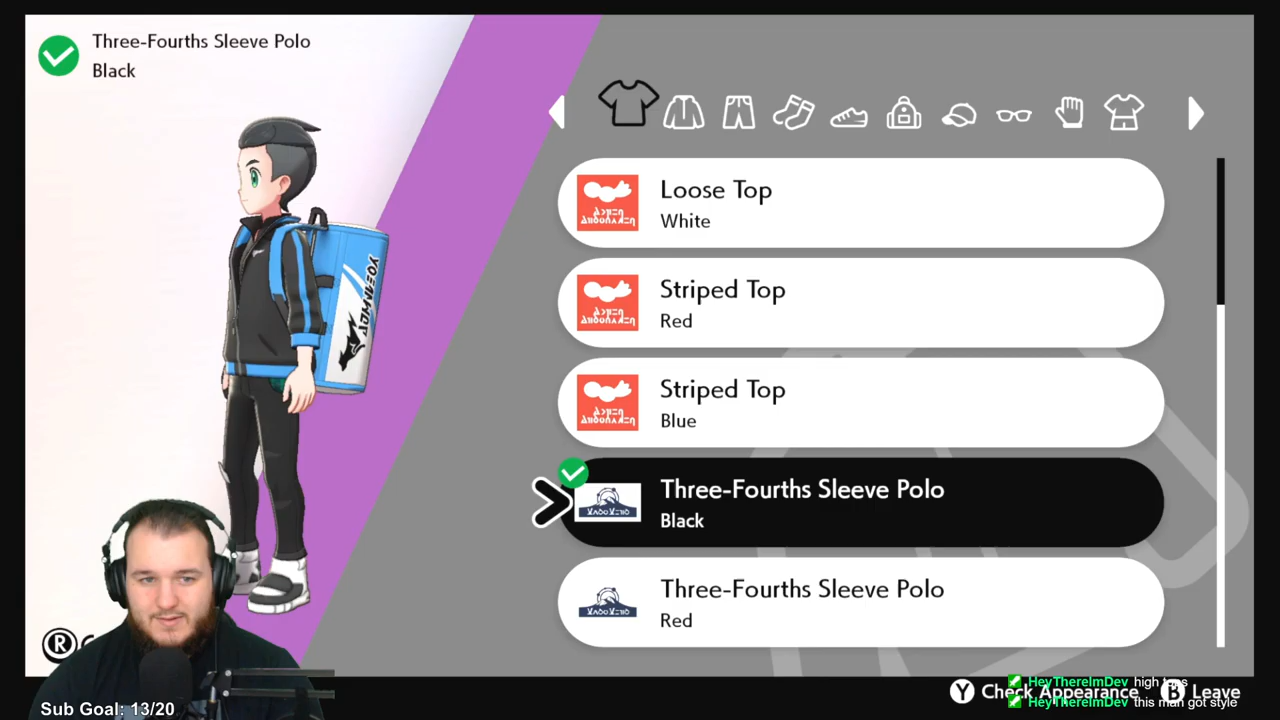 Three-Fourths Sleeve Polo
Black
Loose Top
White
Striped Top
Red
Striped Top
Blue
Three-Fourths Sleeve Polo
Black
Three-Fourths Sleeve Polo
Red
R
HeyThereImDev high
Y Check Appearance B Leave
HeyThereImDev this man got style
Sub Goal: 13/20